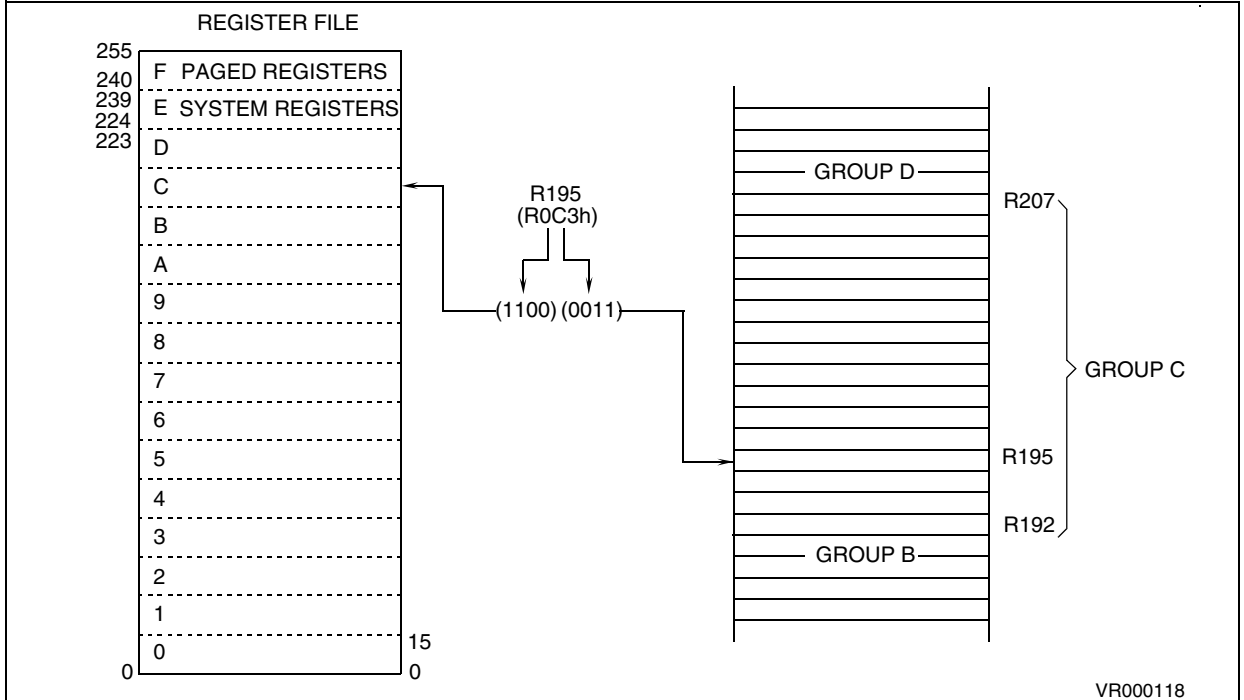 REGISTER FILE
255
240
239
224
223
F PAGED REGISTERS
E SYSTEM REGISTERS
D
C
B
A
9
8
7
6
5
4
3
2
1
0
15
0
0
R195
(R0C3h)
(1100) (0011)
GROUP D
R207
GROUP C
R195
R192
GROUP B
VR000118